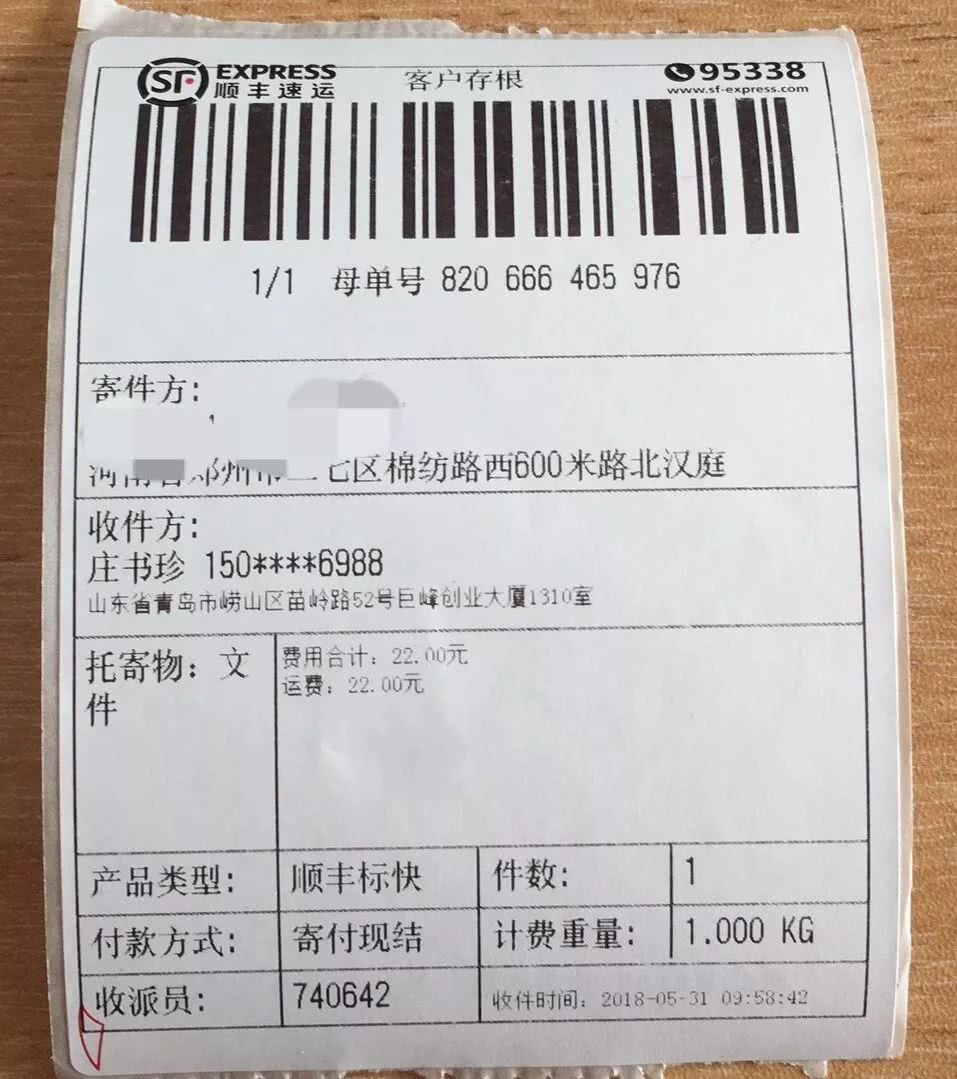 SF EXPRESS
顺丰速运
客户存根
95338
www.sf-express.com
1/1 母单号 820 666 465 976
寄件方:
河南省郑州市二七区棉纺路西600米路北汉庭
收件方:
庄书珍 150****6988
山东省青岛市崂山区苗岭路52号巨峰创业大厦1310室
托寄物: 文
件
费用合计: 22.00元
运费: 22.00元
产品类型: 顺丰标快 件数: 1
付款方式: 寄付现结 计费重量: 1.000 KG
收派员: 740642 收件时间: 2018-05-31 09:58:42